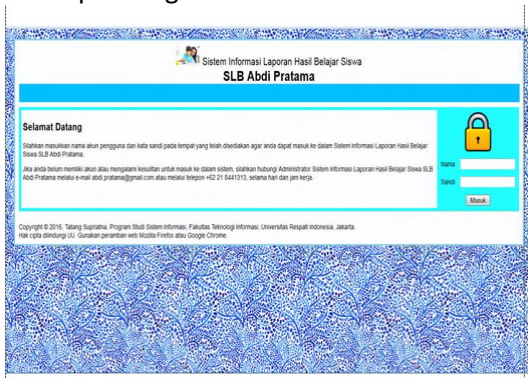 Sistem Informasi Laporan Hasil Belajar Siswa
SLB Abdi Pratama
Selamat Datang
Silahkan masukkan nama akun pengguna dan kata sandi pada tempat yang telah disediakan agar anda dapat masuk ke dalam Sistem Informasi Laporan Hasil Belajar
Siswa SLB Abdi Pratama.
Jika anda belum memiliki akun atau mengalami kesulitan untuk masuk ke dalam sistem, silahkan hubungi Administrator Sistem Informasi Laporan Hasil Belajar Siswa SLB
Abdi Pratama melalui e-mail abdi.pratama@gmail.com atau melalui telepon +62 21 8441313, selama hari dan jam kerja.
Nama
Sandi
Masuk
Copyright © 2016. Tatang Supriatna. Program Studi Sistem Informasi, Fakultas Teknologi Informasi, Universitas Respati Indonesia, Jakarta.
Hak cipta dilindungi UU. Gunakan peramban web Mozilla Firefox atau Google Chrome.